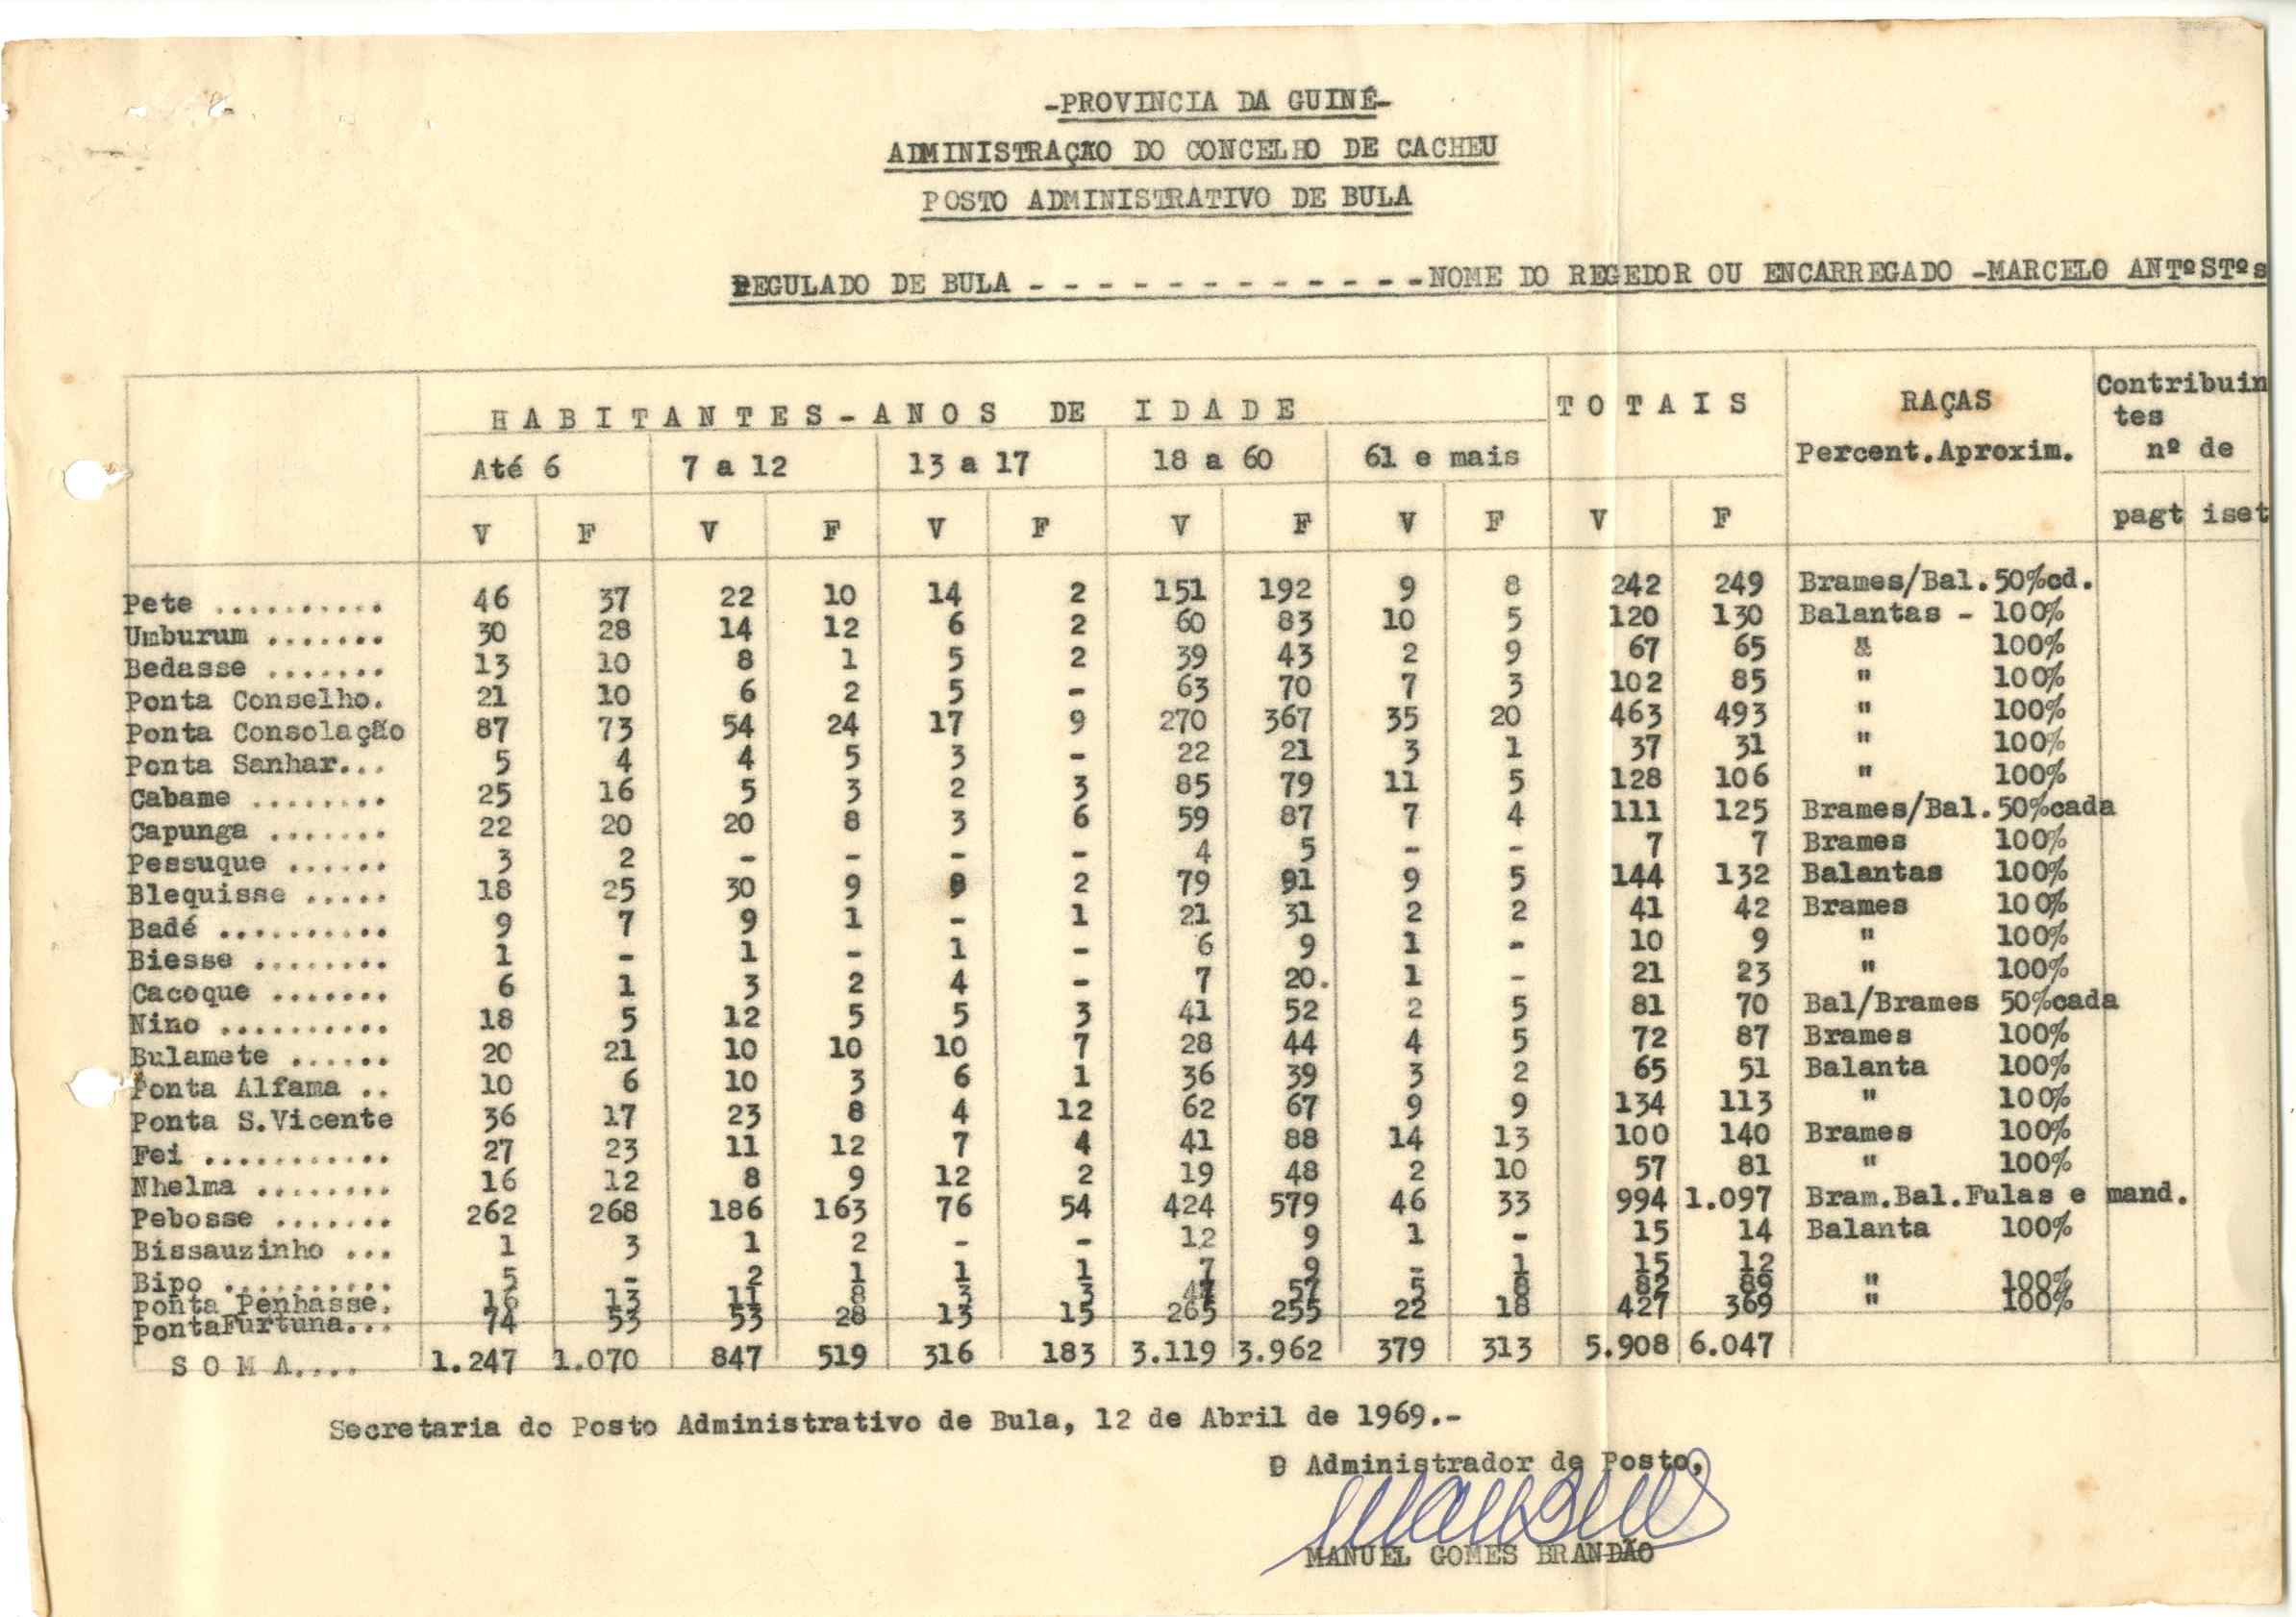 -PROVINCIA DA GUINÉ-
ADMINISTRAÇÃO DO CONCELHO DE CACHEU
POSTO ADMINISTRATIVO DE BULA
REGULADO DE BULA - - - - - - - - - - - - - -NOME DO REGEDOR OU ENCARREGADO -MARCELO ANTº STº s
HABITANTES-ANOS DE IDADE TOTAIS RAÇAS Contribuin
tes
Até 6 7 a 12 13 a 17 18 a 60 61 e mais Percent.Aproxim. nº de
V F V F V F V F V F V F pagt iset
Pete .......... 46 37 22 10 14 2 151 192 9 8 242 249 Brames/Bal.50%cd.
Umburum ....... 30 28 14 12 6 2 60 83 10 5 120 130 Balantas - 100%
Bedasse ....... 13 10 8 1 5 2 39 43 2 9 67 65 " 100%
Ponta Conselho. 21 10 6 2 5 - 63 70 7 3 102 85 " 100%
Ponta Consolação 87 73 54 24 17 9 270 367 35 20 463 493 " 100%
Ponta Sanhar... 5 4 4 5 3 - 22 21 3 1 37 31 " 100%
Cabame ........ 25 16 5 3 2 3 85 79 11 5 128 106 " 100%
Capunga ....... 22 20 20 8 3 6 59 87 7 4 111 125 Brames/Bal.50%cada
Pessuque ...... 3 2 - - - - 4 5 - - 7 7 Brames 100%
Blequisse ..... 18 25 30 9 8 2 79 91 9 5 144 132 Balantas 100%
Badé .......... 9 7 9 1 - 1 21 31 2 2 41 42 Brames 100%
Biesse ........ 1 - 1 - 1 - 6 9 1 - 10 9 " 100%
Cacoque ....... 6 1 3 2 4 - 7 20. 1 - 21 23 " 100%
Nino .......... 18 5 12 5 5 3 41 52 2 5 81 70 Bal/Brames 50%cada
Bulamete ...... 20 21 10 10 10 7 28 44 4 5 72 87 Brames 100%
Ponta Alfama .. 10 6 10 3 6 1 36 39 3 2 65 51 Balanta 100%
Ponta S.Vicente 36 17 23 8 4 12 62 67 9 9 134 113 " 100%
Fei ........... 27 23 11 12 7 4 41 88 14 13 100 140 Brames 100%
Nhelma ........ 16 12 8 9 12 2 19 48 2 10 57 81 " 100%
Pebosse ....... 262 268 186 163 76 54 424 579 46 33 994 1.097 Bram.Bal.Fulas e mand.
Bissauzinho ... 1 3 1 2 - - 12 9 1 - 15 14 Balanta 100%
Bipo .......... 5 - 2 1 1 1 7 9 - 1 15 12
Ponta Penhasse. 16 13 11 8 3 3 47 57 5 8 82 89 " 100%
PontaFurtuna... 74 53 53 28 13 15 265 255 22 18 427 369 " 100%
SOMA.... 1.247 1.070 847 519 316 183 3.119 3.962 379 313 5.908 6.047
Secretaria do Posto Administrativo de Bula, 12 de Abril de 1969.-
O Administrador de Posto,
MANUEL GOMES BRANDÃO